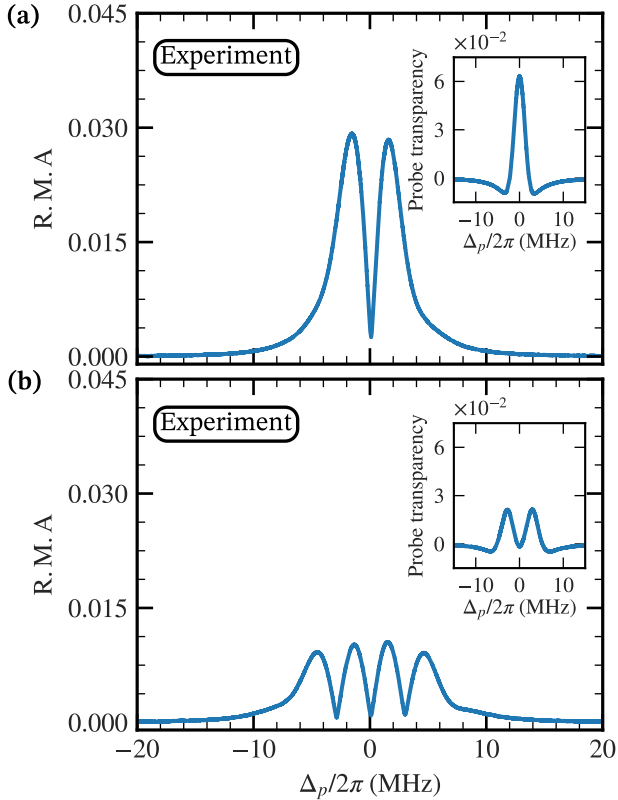 (a)
0.045
0.030
0.015
0.000
R. M. A
Experiment
×10⁻²
6
3
0
Probe transparency
−10 0 10
Δₚ/2π (MHz)
(b)
0.045
0.030
0.015
0.000
R. M. A
Experiment
×10⁻²
6
3
0
Probe transparency
−10 0 10
Δₚ/2π (MHz)
−20 −10 0 10 20
Δₚ/2π (MHz)